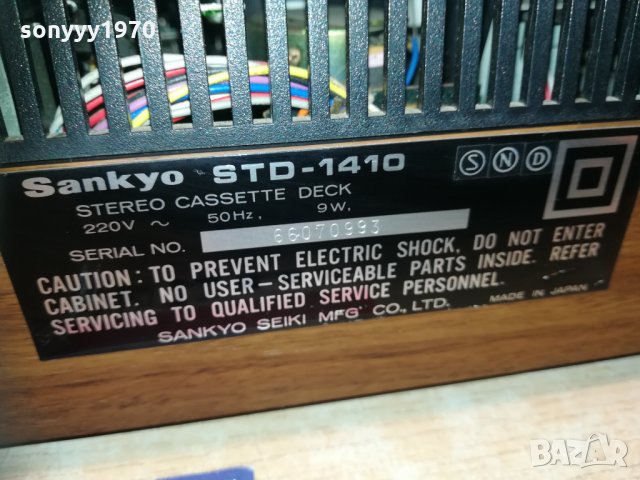 sonyyy1970
Sankyo STD-1410
S N D
STEREO CASSETTE DECK
220V ~ 50Hz, 9W,
SERIAL NO. 66070993
CAUTION: TO PREVENT ELECTRIC SHOCK, DO NOT ENTER
CABINET. NO USER-SERVICEABLE PARTS INSIDE. REFER
SERVICING TO QUALIFIED SERVICE PERSONNEL.
SANKYO SEIKI MFG CO., LTD. MADE IN JAPAN
BAZAR